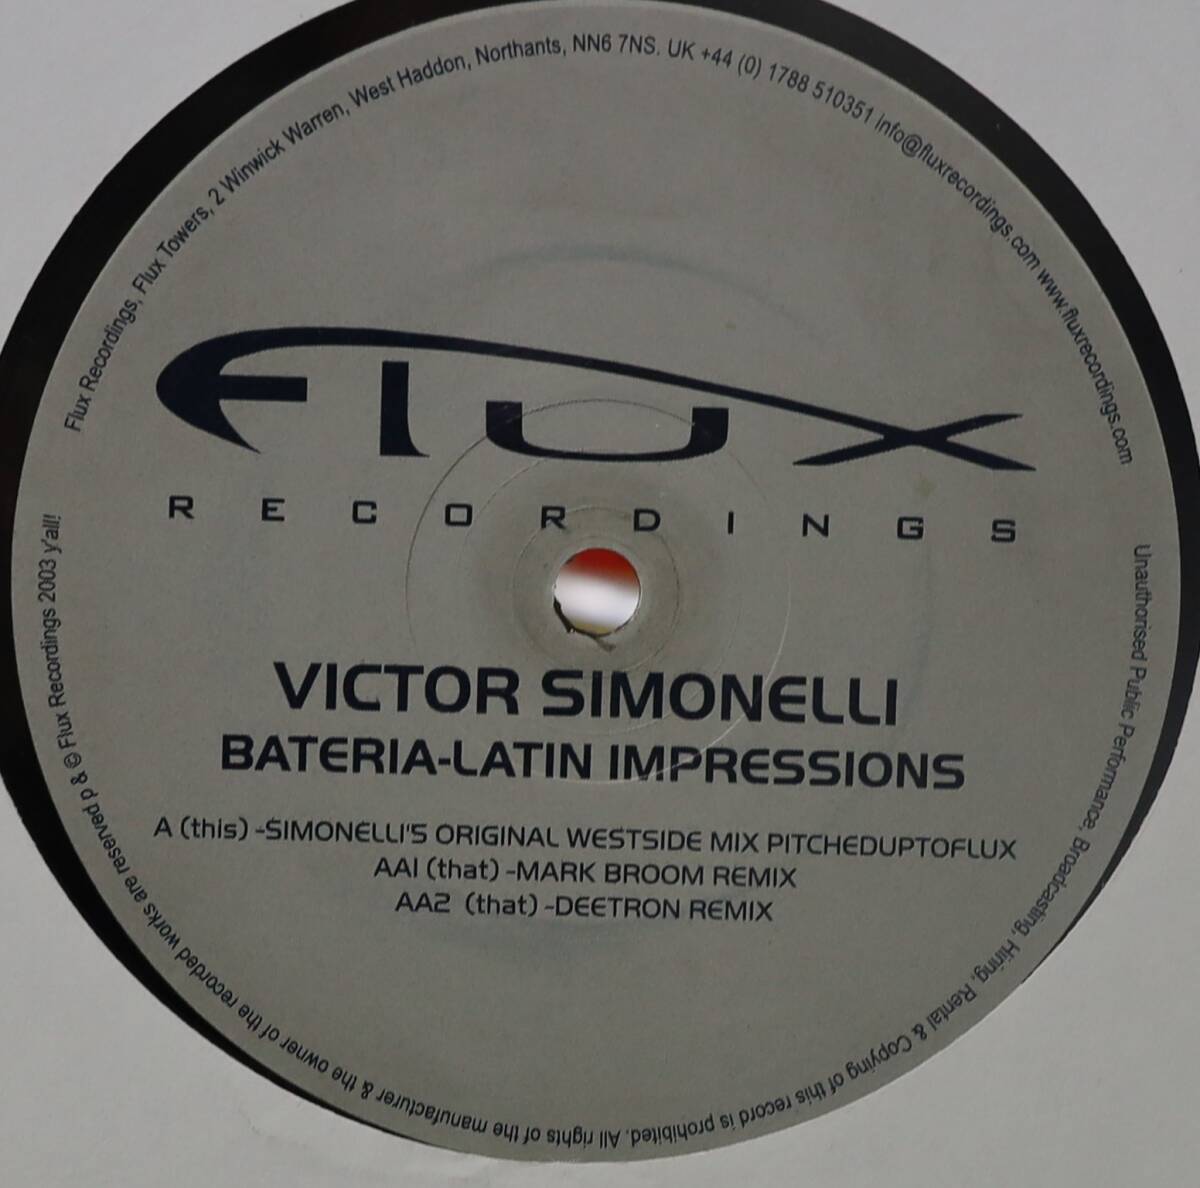 Flux Recordings, Flux Towers, 2 Winwick Warren, West Haddon, Northants, NN6 7NS. UK +44 (0) 1788 510351 info@fluxrecordings.com www.fluxrecordings.com
Flux
RECORDINGS
VICTOR SIMONELLI
BATERIA-LATIN IMPRESSIONS
A (this) -SIMONELLI'S ORIGINAL WESTSIDE MIX PITCHEDUPTOFLUX
AA1 (that) -MARK BROOM REMIX
AA2 (that) -DEETRON REMIX
Unauthorised Public Performance, Broadcasting, Hiring, Rental & Copying of this record is prohibited. All rights of the manufacturer & the owner of the recorded works are reserved p & © Flux Recordings 2003 y'all!